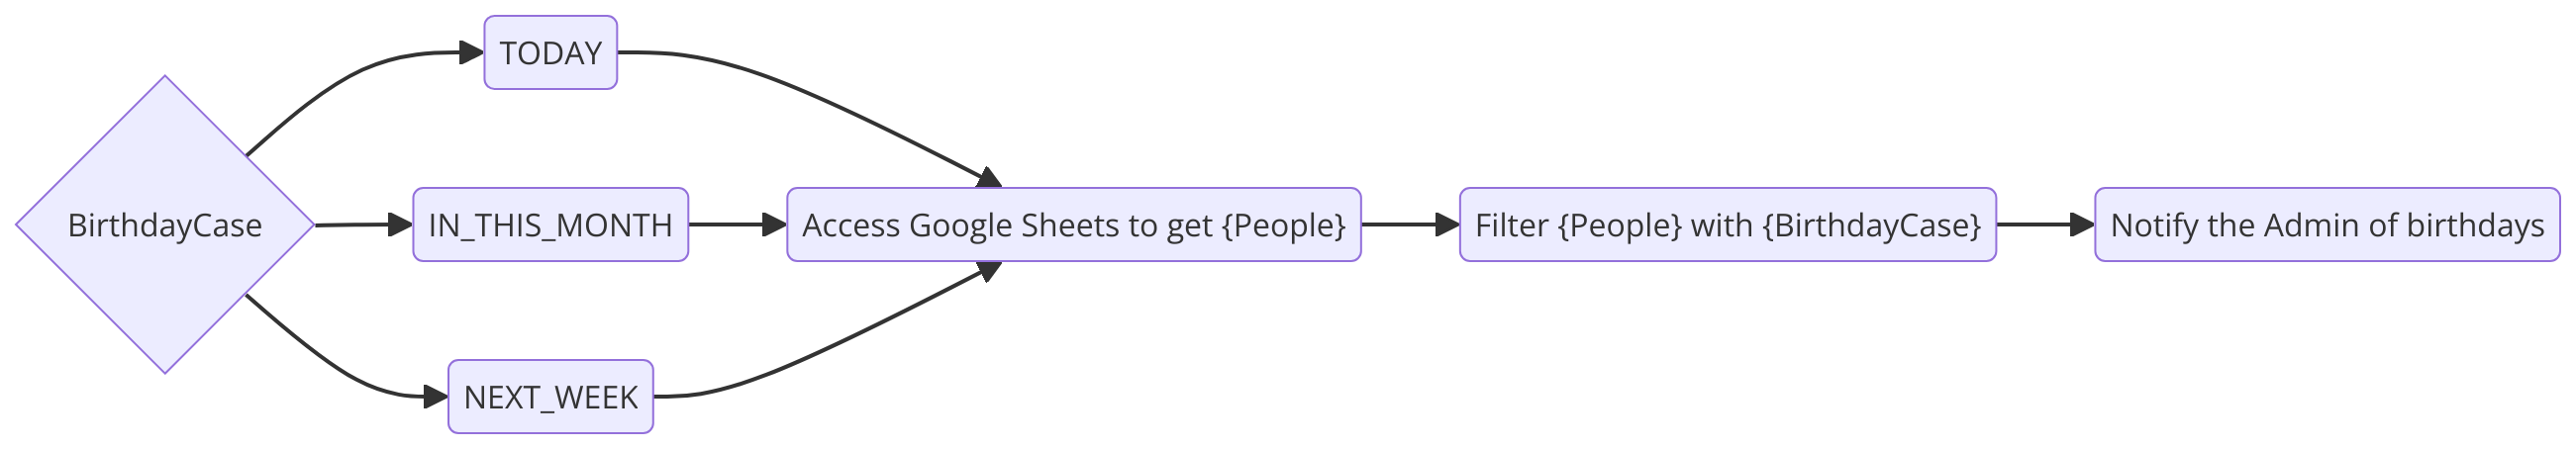 BirthdayCase
TODAY
IN_THIS_MONTH
NEXT_WEEK
Access Google Sheets to get {People}
Filter {People} with {BirthdayCase}
Notify the Admin of birthdays